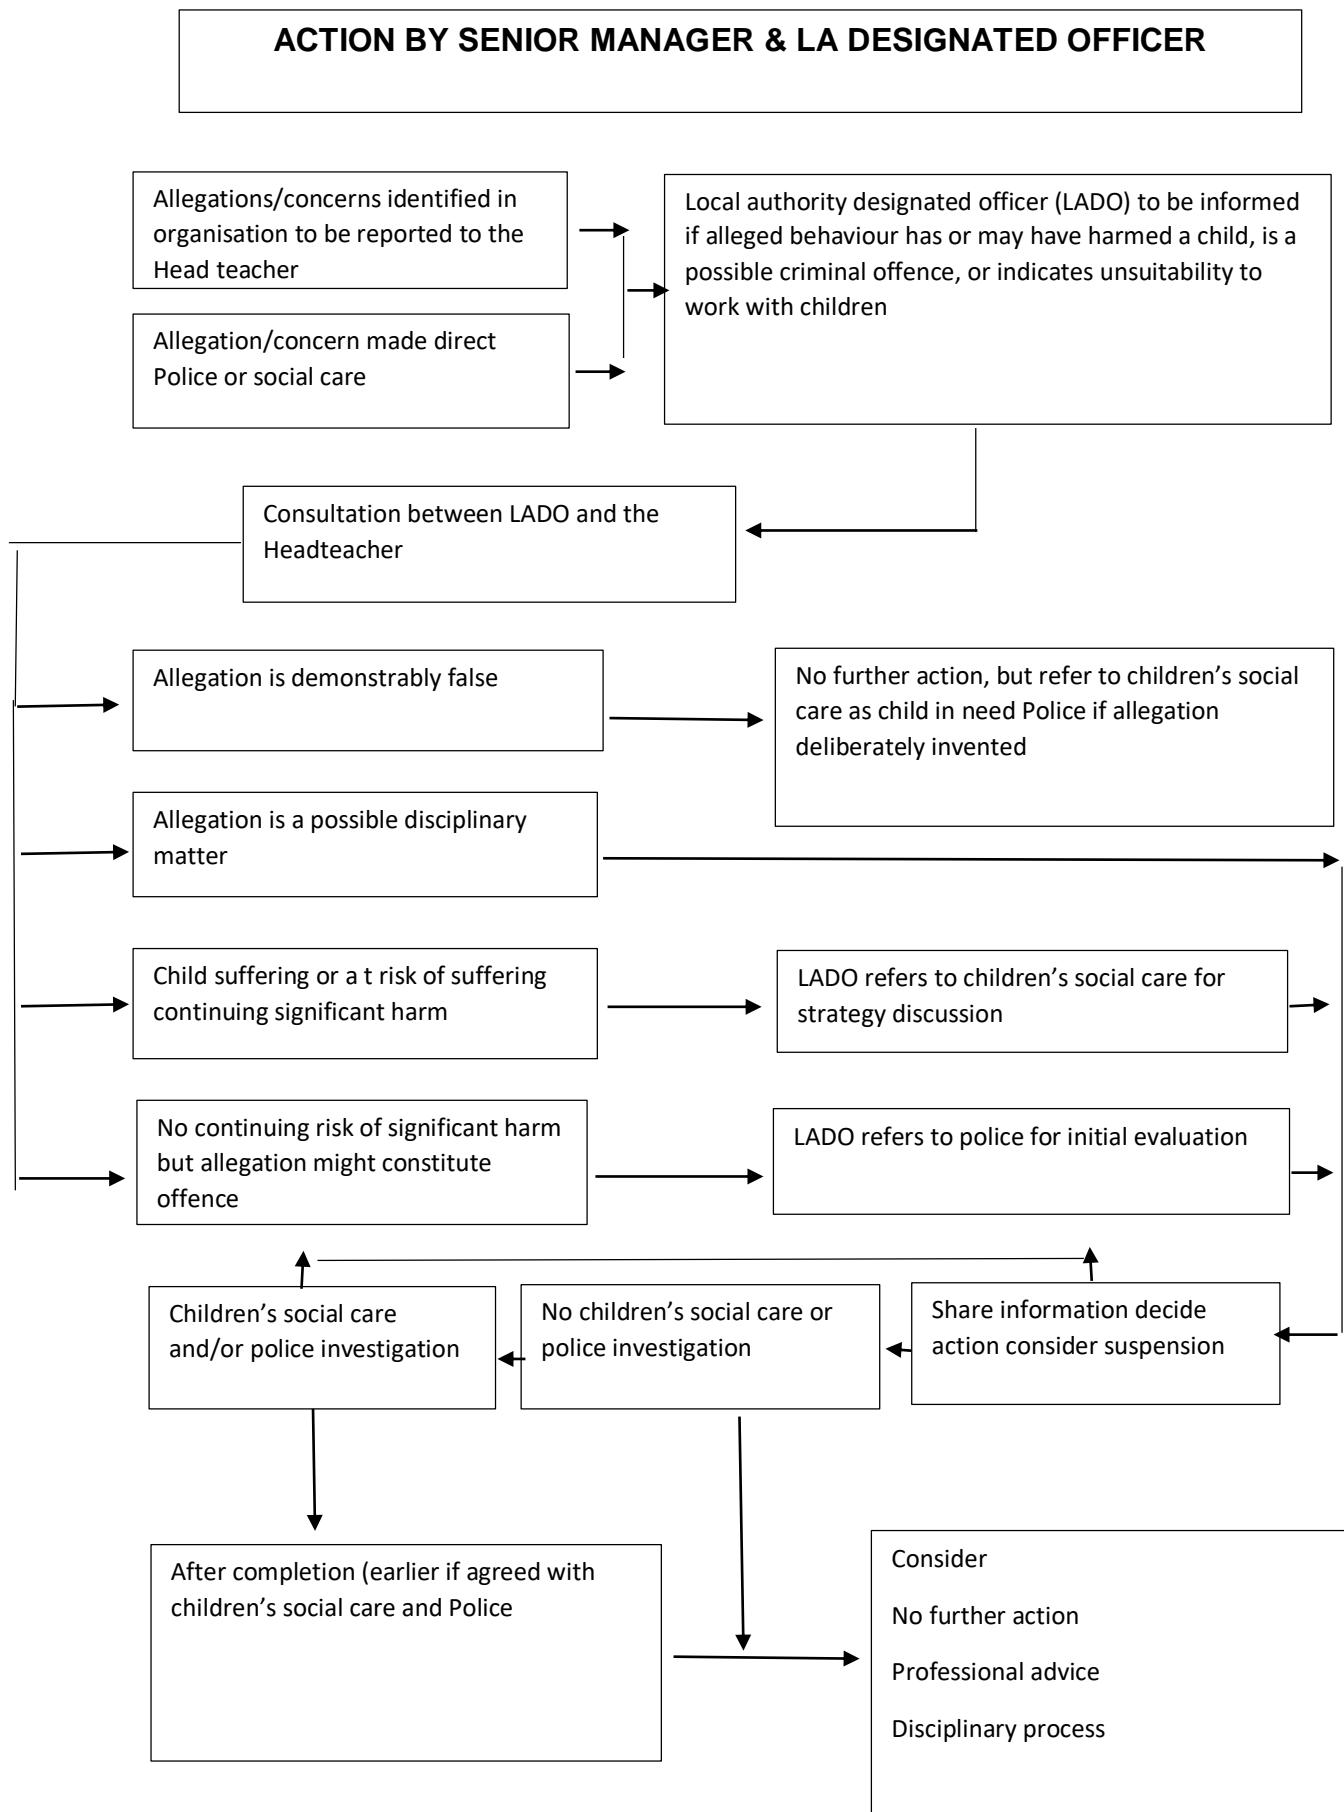 ACTION BY SENIOR MANAGER & LA DESIGNATED OFFICER
Allegations/concerns identified in
organisation to be reported to the
Head teacher
Local authority designated officer (LADO) to be informed
if alleged behaviour has or may have harmed a child, is a
possible criminal offence, or indicates unsuitability to
work with children
Allegation/concern made direct
Police or social care
Consultation between LADO and the
Headteacher
Allegation is demonstrably false
No further action, but refer to children’s social
care as child in need Police if allegation
deliberately invented
Allegation is a possible disciplinary
matter
Child suffering or a t risk of suffering
continuing significant harm
LADO refers to children’s social care for
strategy discussion
No continuing risk of significant harm
but allegation might constitute
offence
LADO refers to police for initial evaluation
Children’s social care
and/or police investigation
No children’s social care or
police investigation
Share information decide
action consider suspension
After completion (earlier if agreed with
children’s social care and Police
Consider
No further action
Professional advice
Disciplinary process